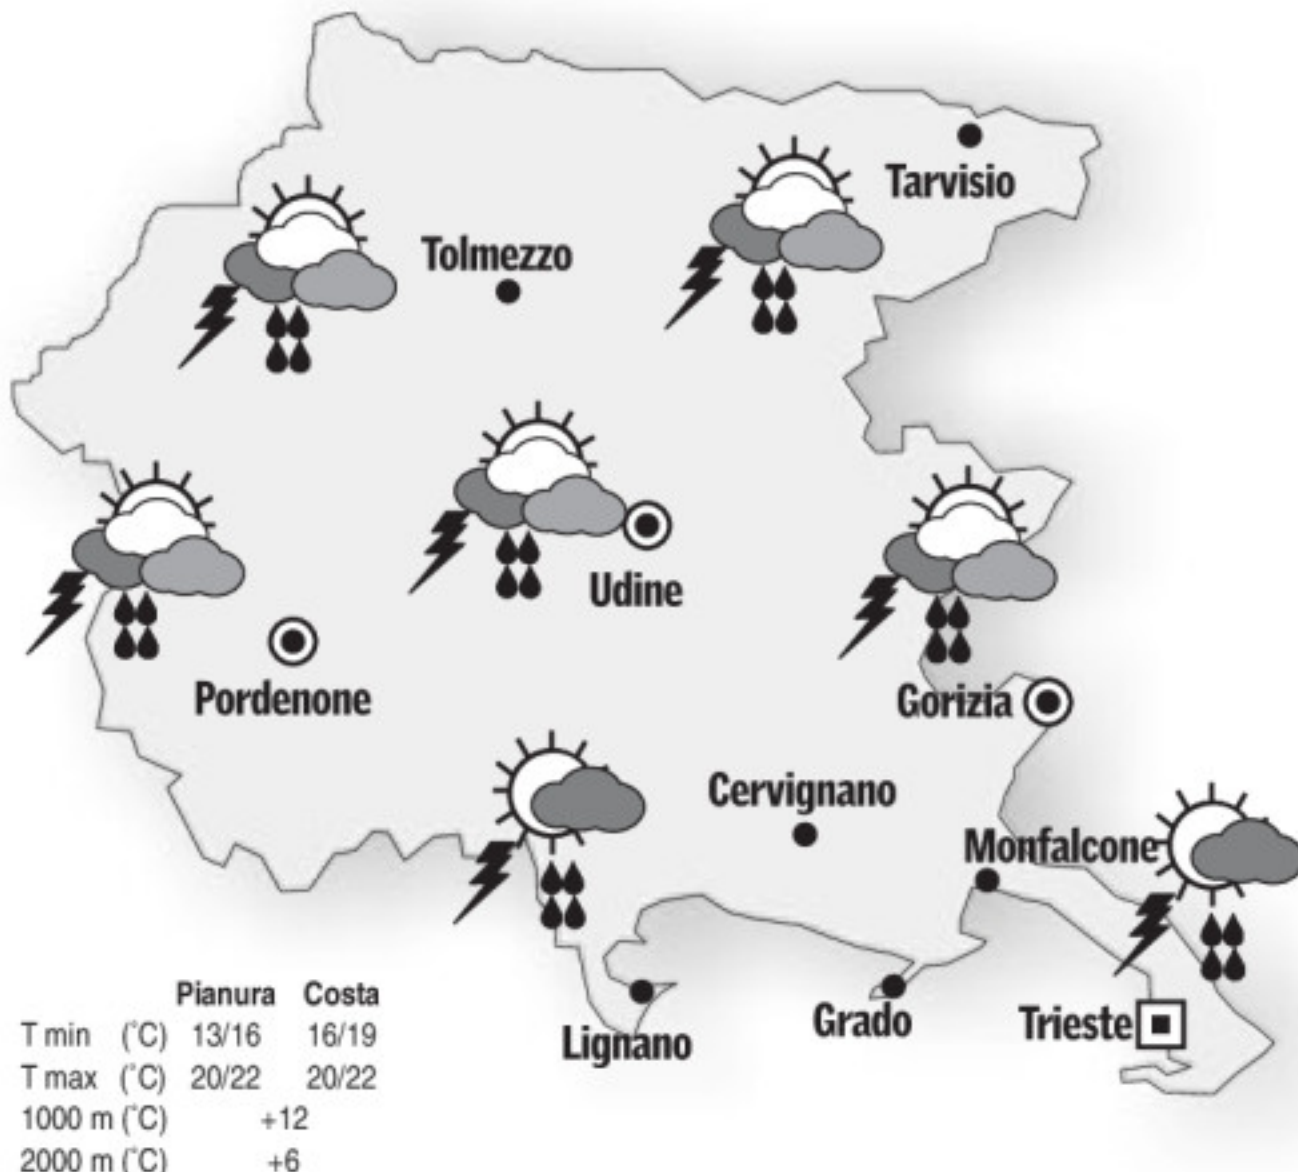 Tarvisio
Tolmezzo
Udine
Pordenone
Gorizia
Cervignano
Monfalcone
Lignano
Grado
Trieste
Pianura Costa
T min (°C) 13/16 16/19
T max (°C) 20/22 20/22
1000 m (°C) +12
2000 m (°C) +6